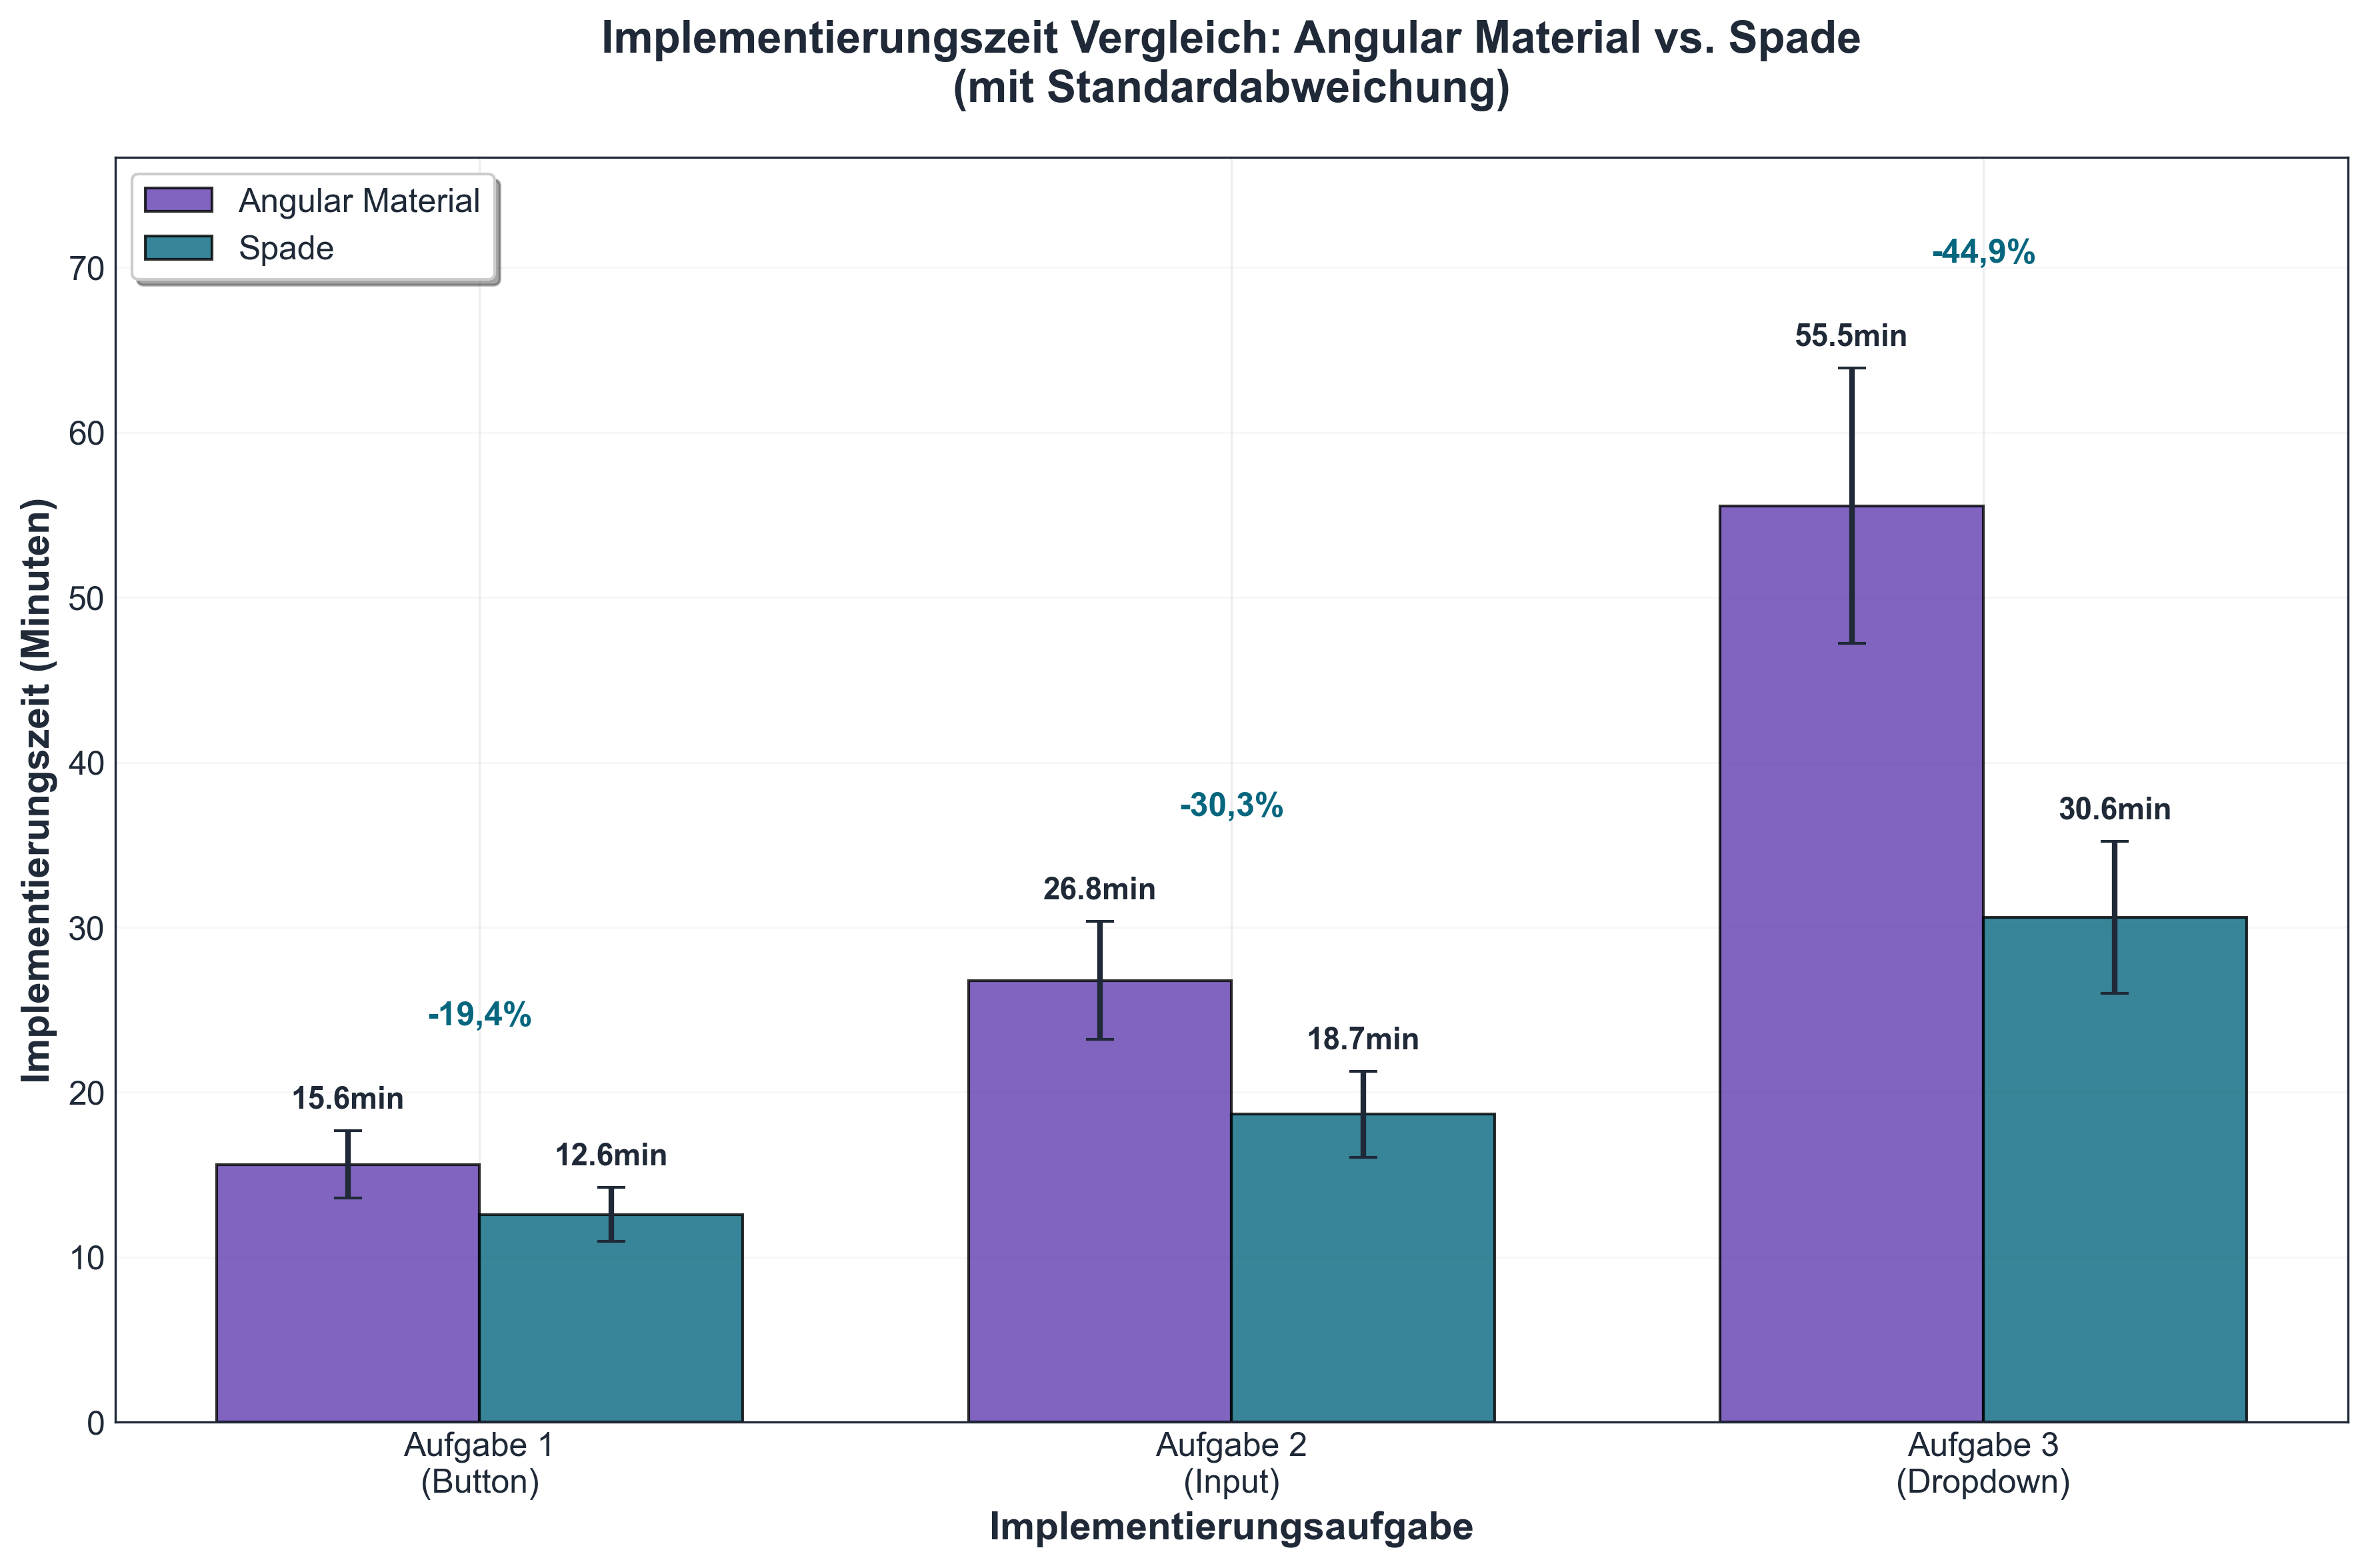 Implementierungszeit Vergleich: Angular Material vs. Spade
(mit Standardabweichung)
Angular Material
Spade
Implementierungszeit (Minuten)
70
60
50
40
30
20
10
0
-19,4%
15.6min
12.6min
-30,3%
26.8min
18.7min
-44,9%
55.5min
30.6min
Aufgabe 1
(Button)
Aufgabe 2
(Input)
Aufgabe 3
(Dropdown)
Implementierungsaufgabe